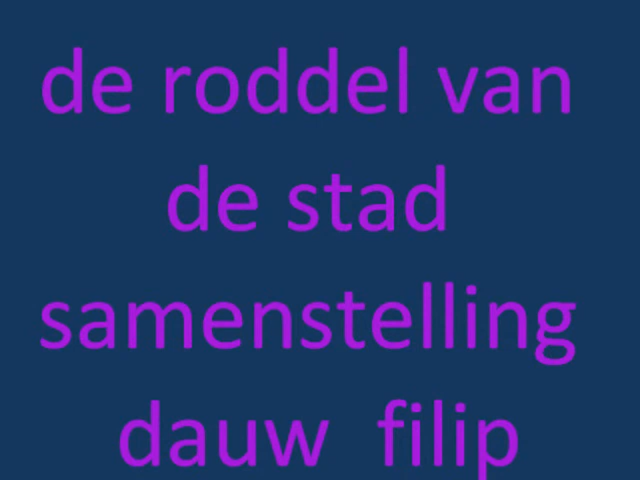 de roddel van
de stad
samenstelling
dauw filip